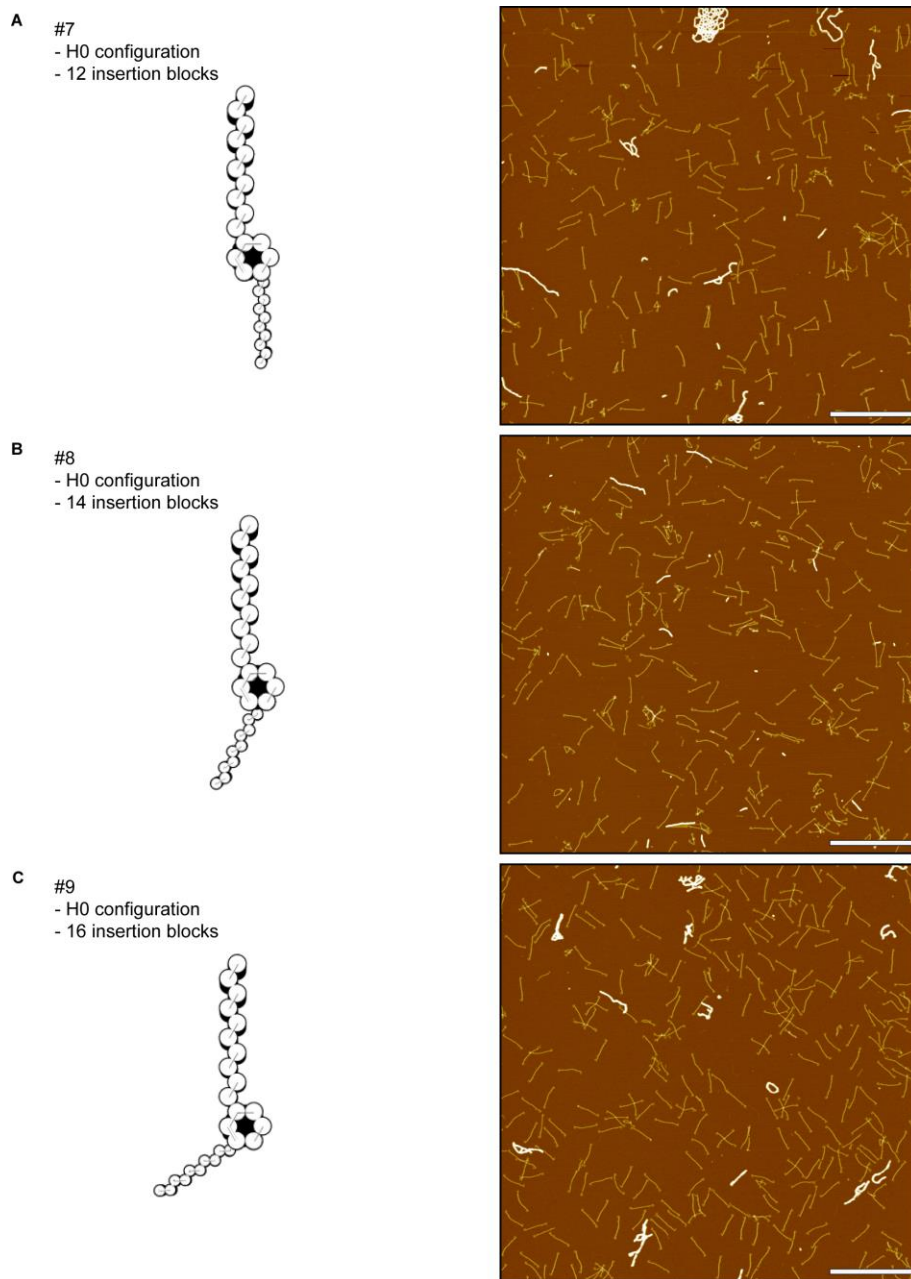 A
#7
- H0 configuration
- 12 insertion blocks
B
#8
- H0 configuration
- 14 insertion blocks
C
#9
- H0 configuration
- 16 insertion blocks